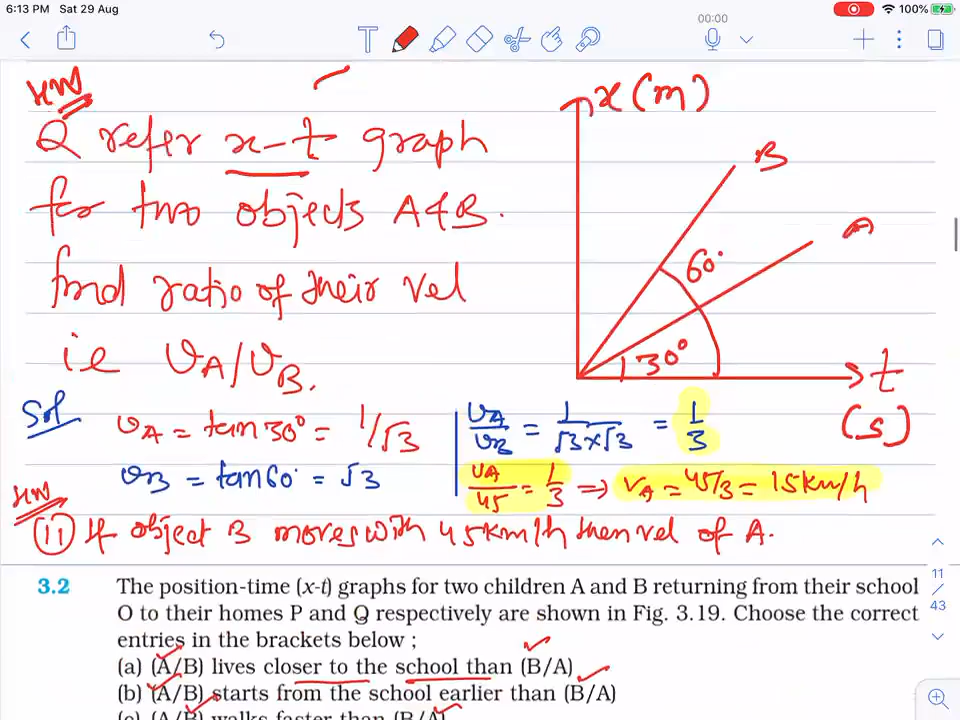 6:13 PM Sat 29 Aug
100%
00:00
HW
Q refer x-t graph
for two objects A & B.
find ratio of their vel
ie VA/VB.
x (m)
B
A
60°
30°
t
(s)
Sol
VA = tan30° = 1/√3
VB = tan60° = √3
VA/VB = 1/(√3×√3) = 1/3
VA/45 = 1/3 ⇒ VA = 45/3 = 15km/h
HW
(11) If object B moves with 45km/h then vel of A.
11
/
43
3.2 The position-time (x-t) graphs for two children A and B returning from their school
O to their homes P and Q respectively are shown in Fig. 3.19. Choose the correct
entries in the brackets below ;
(a) (A/B) lives closer to the school than (B/A)
(b) (A/B) starts from the school earlier than (B/A)
(c) (A/B) walks faster than (B/A)